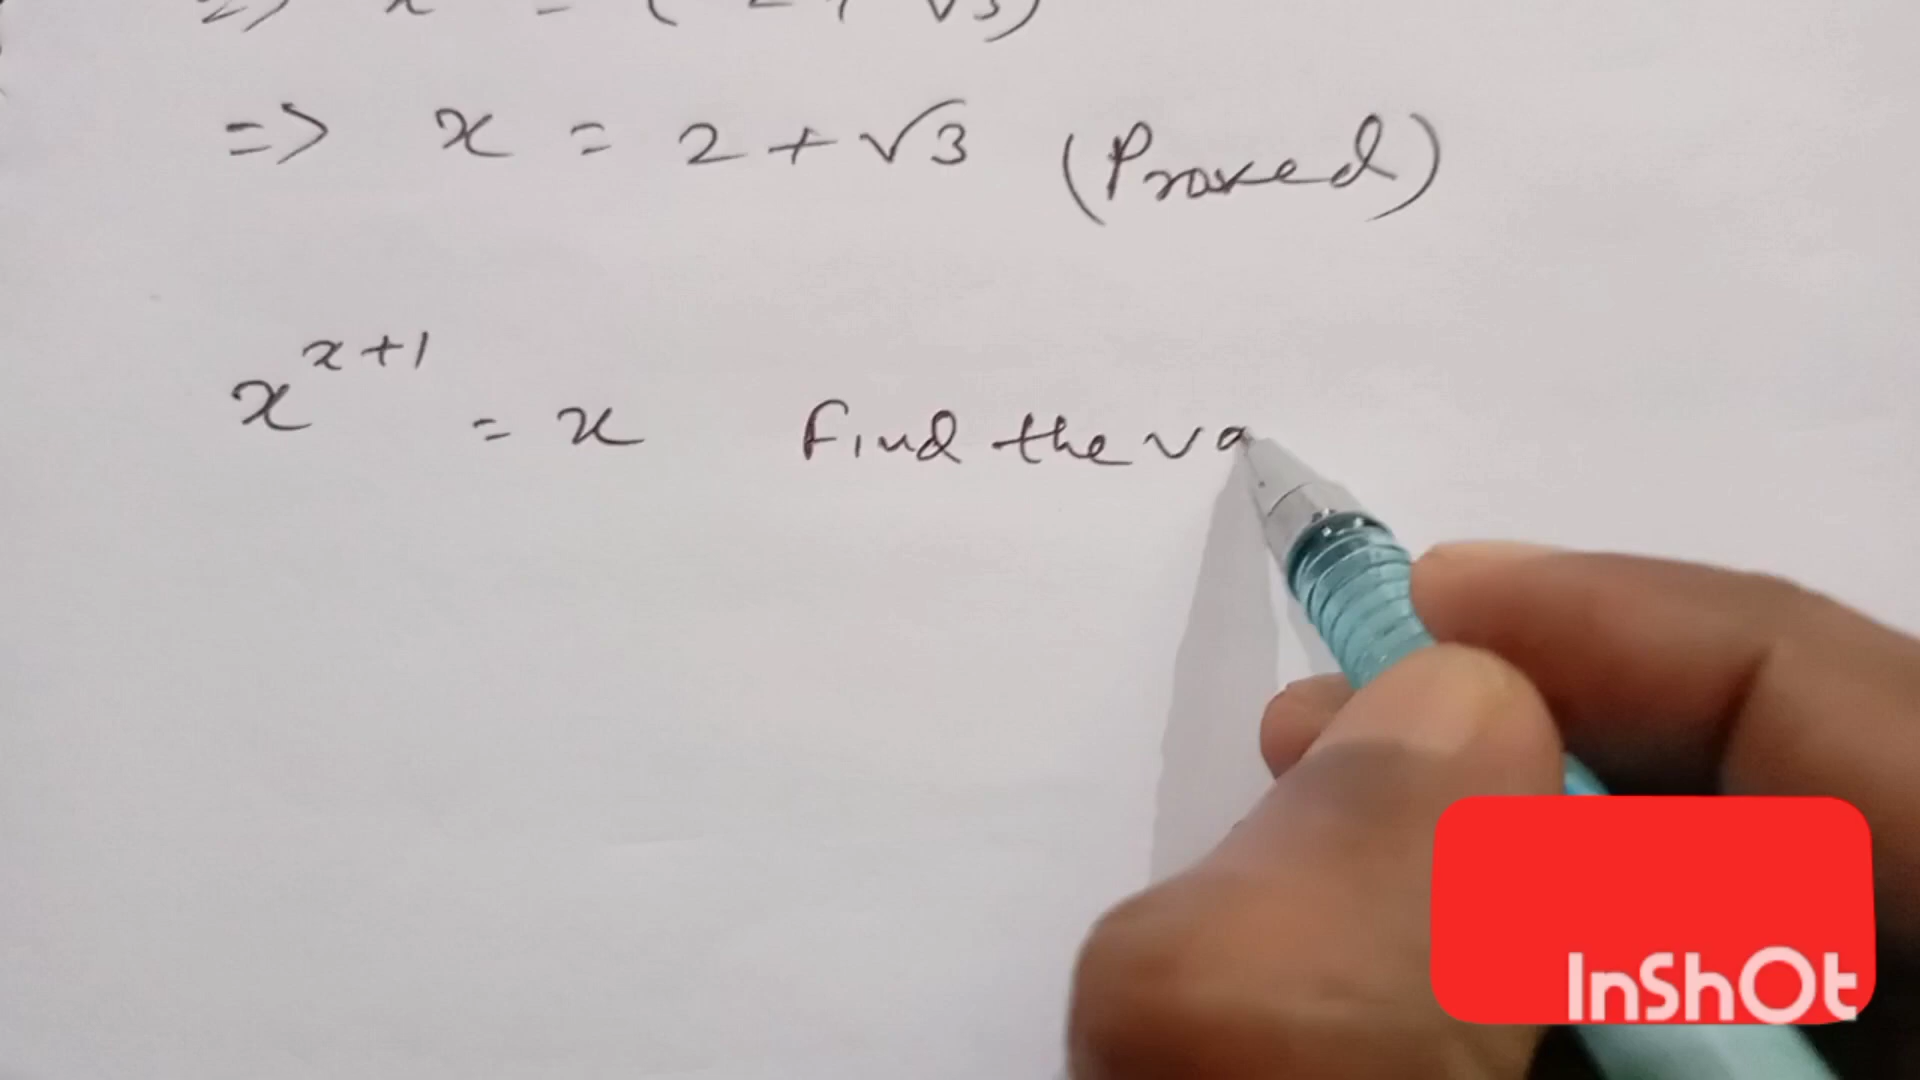 => x = 2 + √3 (Proved)
x^{x+1} = x Find the va
InShOt